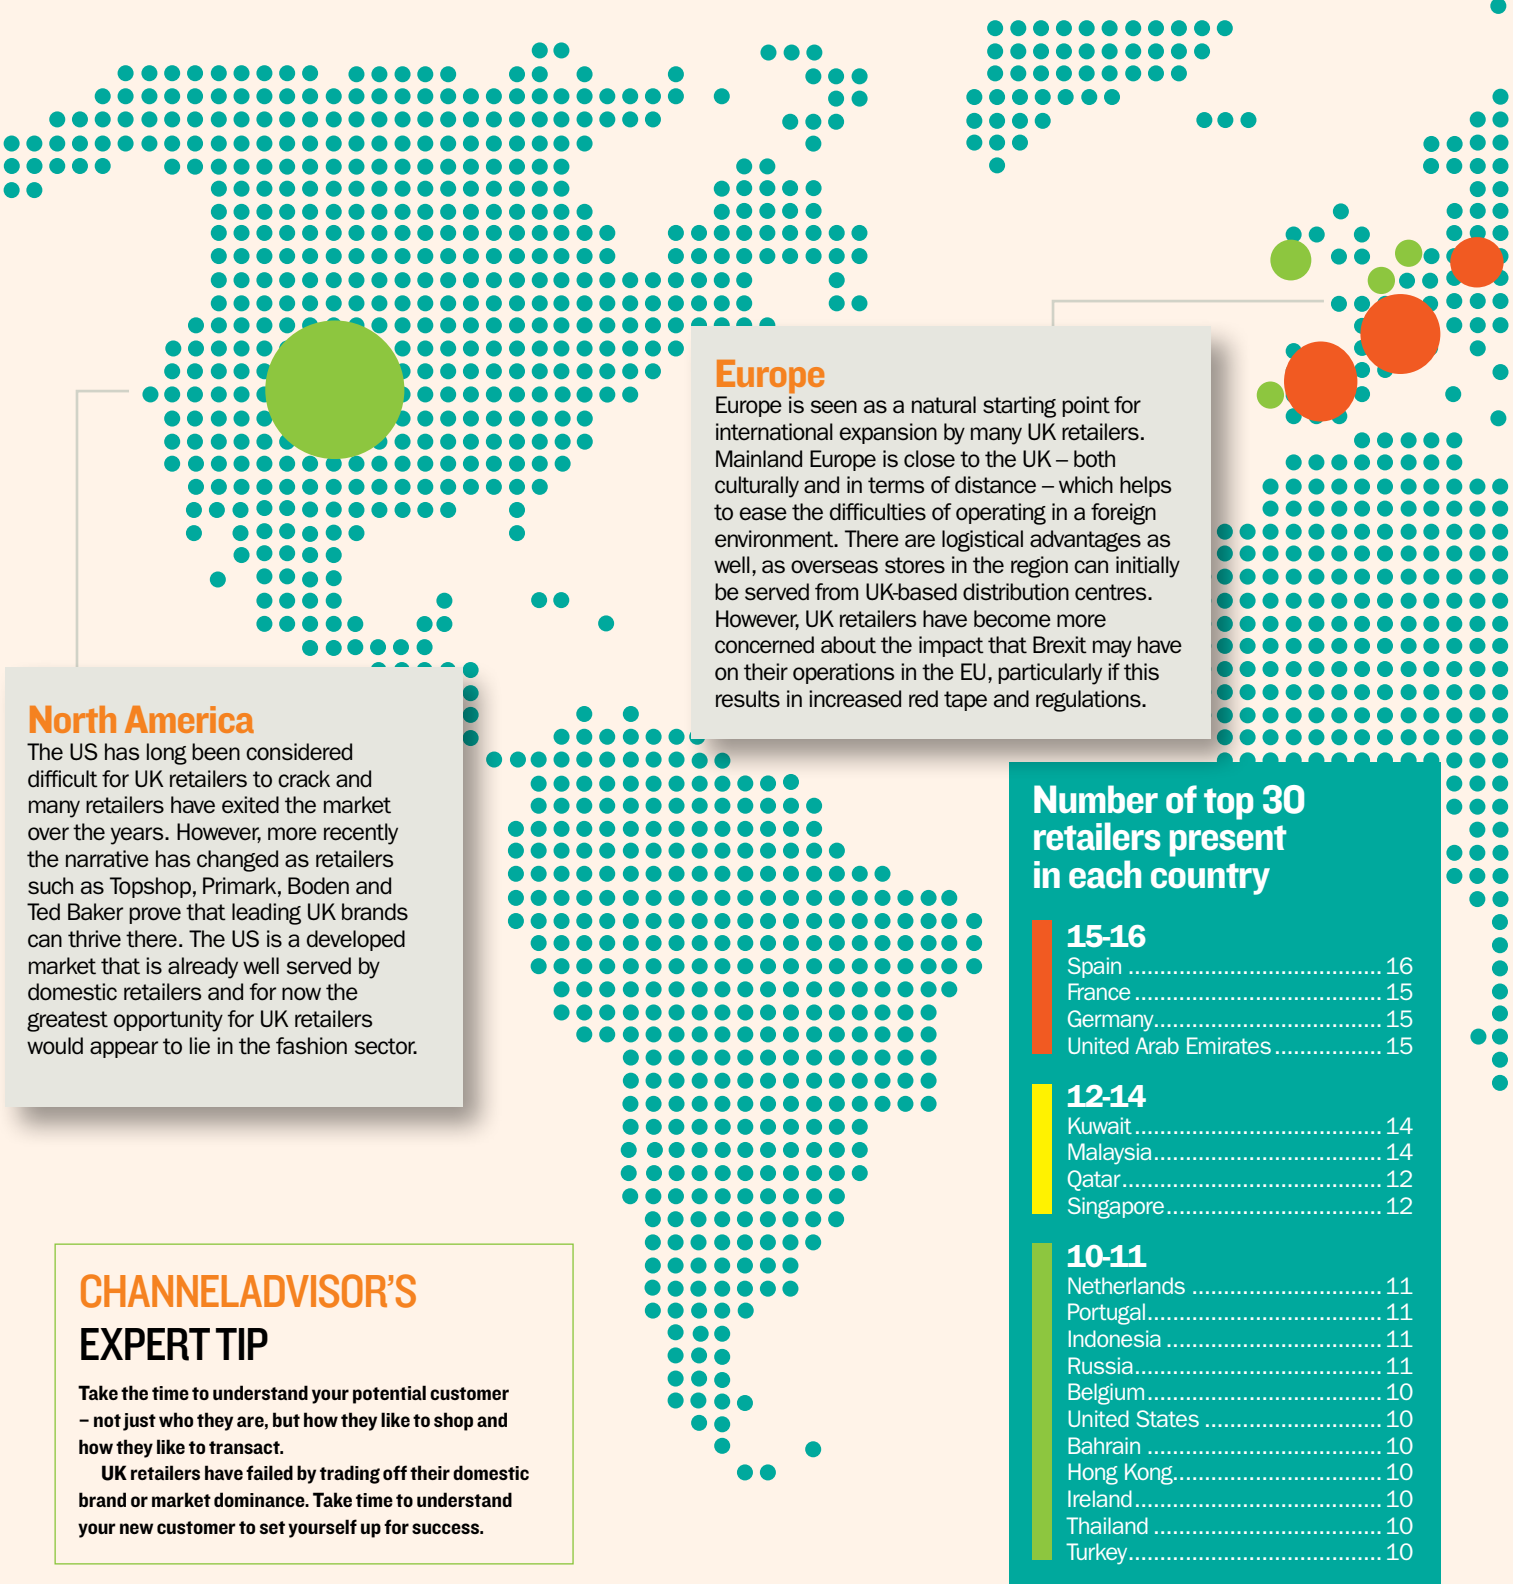 Europe
Europe is seen as a natural starting point for
international expansion by many UK retailers.
Mainland Europe is close to the UK – both
culturally and in terms of distance – which helps
to ease the difficulties of operating in a foreign
environment. There are logistical advantages as
well, as overseas stores in the region can initially
be served from UK-based distribution centres.
However, UK retailers have become more
concerned about the impact that Brexit may have
on their operations in the EU, particularly if this
results in increased red tape and regulations.
North America
The US has long been considered
difficult for UK retailers to crack and
many retailers have exited the market
over the years. However, more recently
the narrative has changed as retailers
such as Topshop, Primark, Boden and
Ted Baker prove that leading UK brands
can thrive there. The US is a developed
market that is already well served by
domestic retailers and for now the
greatest opportunity for UK retailers
would appear to lie in the fashion sector.
Number of top 30
retailers present
in each country
15-16
Spain ........................................ 16
France ........................................ 15
Germany........................................ 15
United Arab Emirates .................. 15
12-14
Kuwait ........................................ 14
Malaysia........................................ 14
Qatar........................................ 12
Singapore........................................ 12
10-11
Netherlands ................................ 11
Portugal........................................ 11
Indonesia .................................... 11
Russia........................................ 11
Belgium........................................ 10
United States .............................. 10
Bahrain ........................................ 10
Hong Kong.................................... 10
Ireland........................................ 10
Thailand ...................................... 10
Turkey........................................ 10
CHANNELADVISOR'S
EXPERT TIP
Take the time to understand your potential customer
– not just who they are, but how they like to shop and
how they like to transact.
UK retailers have failed by trading off their domestic
brand or market dominance. Take time to understand
your new customer to set yourself up for success.